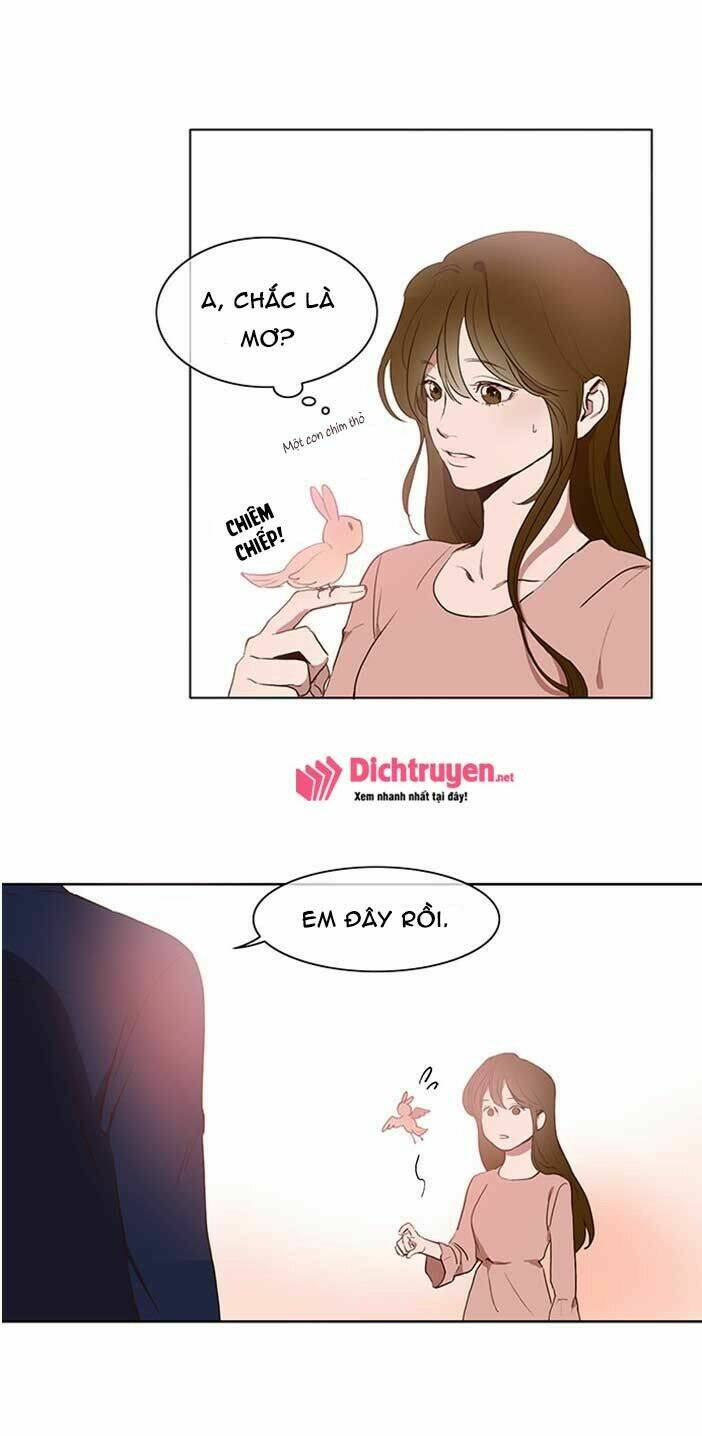 A, CHẮC LÀ
MƠ?
Một con chim thỏ
CHIÊM
CHIẾP!
Dichtruyen.net
Xem nhanh nhất tại đây!
EM ĐÂY RỒI.